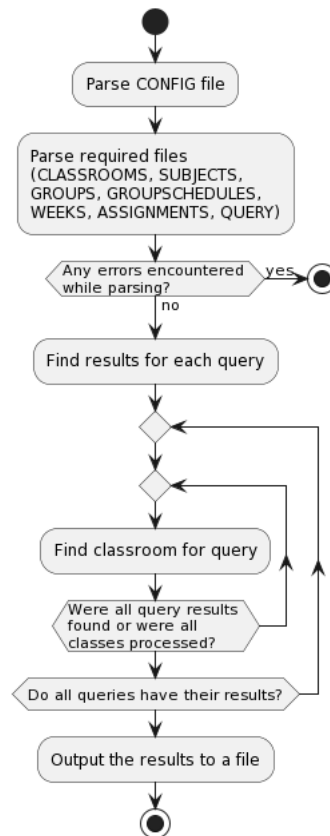 Parse CONFIG file
Parse required files
(CLASSROOMS, SUBJECTS,
GROUPS, GROUPSCHEDULES,
WEEKS, ASSIGNMENTS, QUERY)
Any errors encountered
while parsing?
yes
no
Find results for each query
Find classroom for query
Were all query results
found or were all
classes processed?
Do all queries have their results?
Output the results to a file